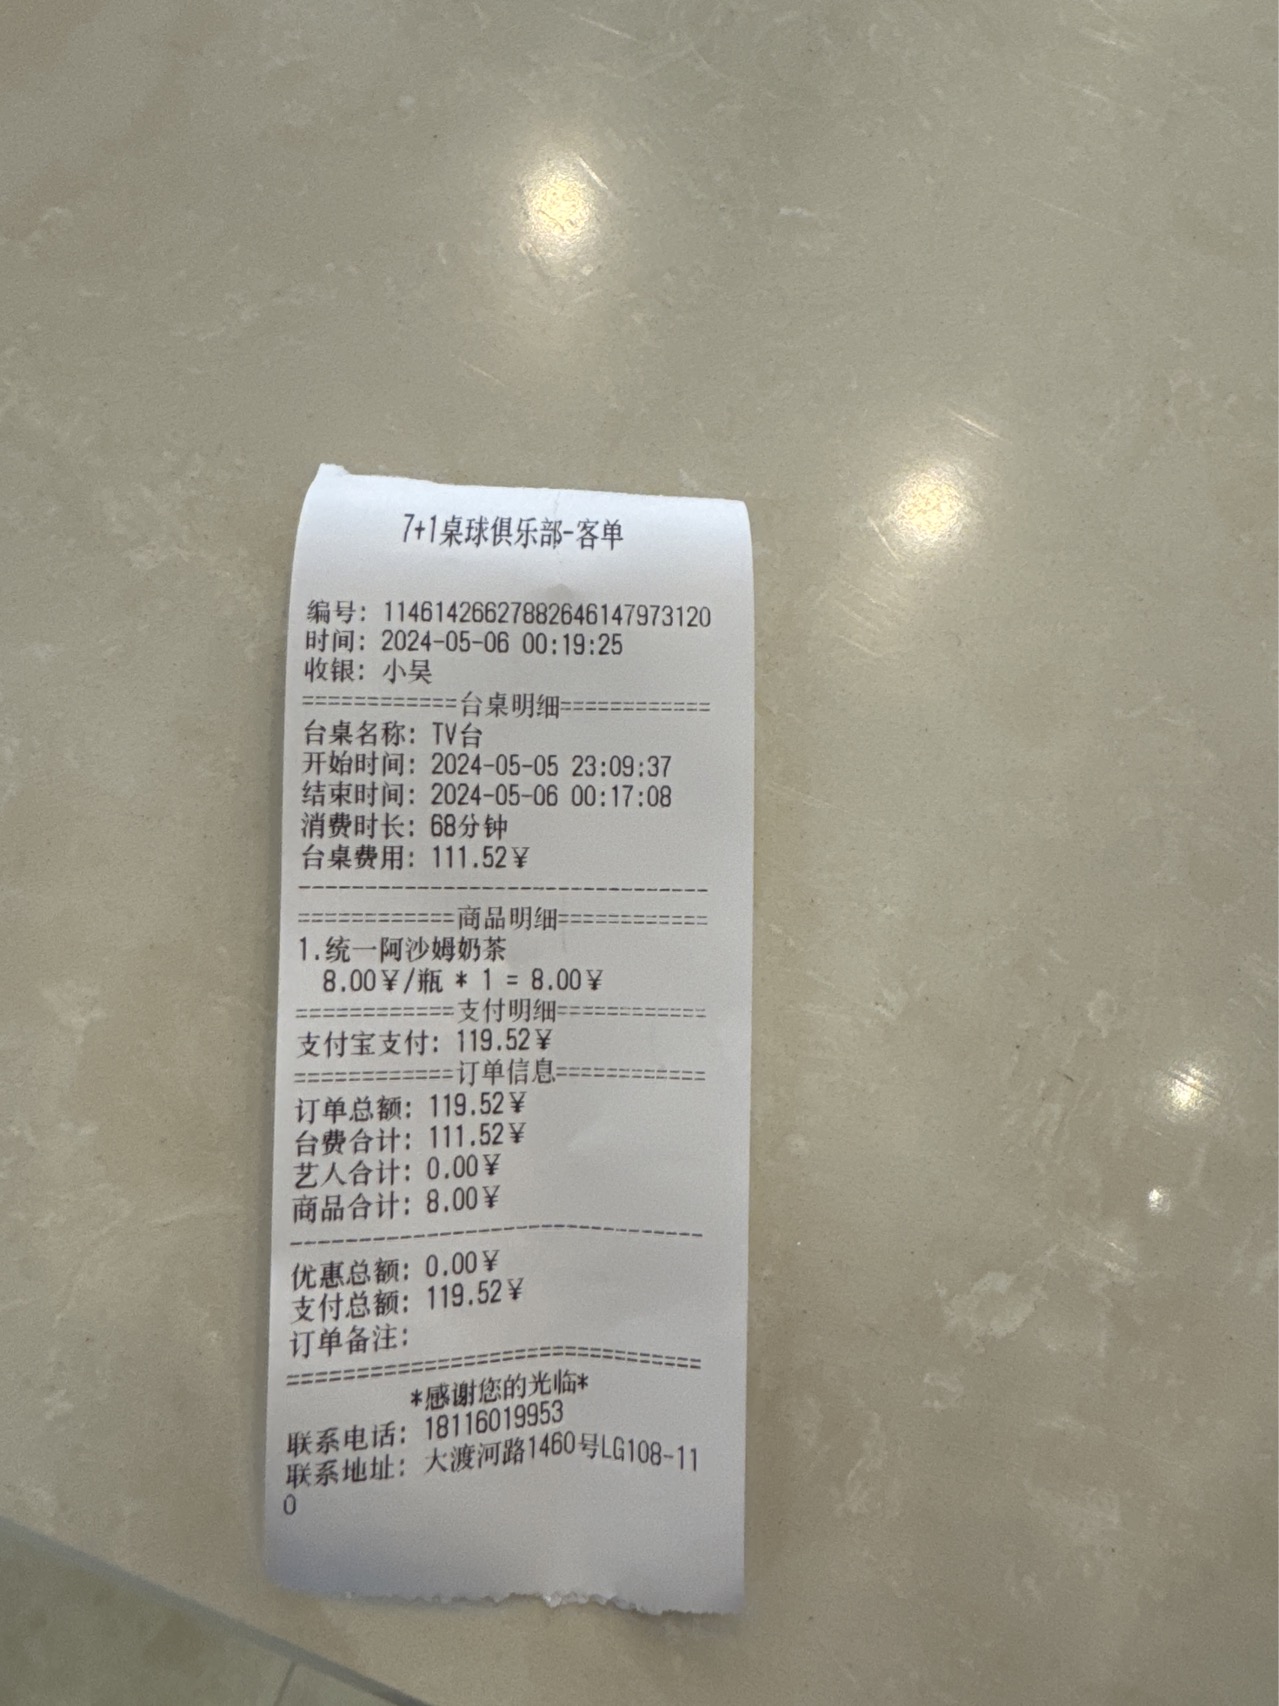 7+1桌球俱乐部-客单
编号: 11461426627882646147973120
时间: 2024-05-06 00:19:25
收银: 小昊
============台桌明细============
台桌名称: TV台
开始时间: 2024-05-05 23:09:37
结束时间: 2024-05-06 00:17:08
消费时长: 68分钟
台桌费用: 111.52¥
--------------------------------
============商品明细============
1.统一阿沙姆奶茶
8.00¥/瓶 * 1 = 8.00¥
============支付明细============
支付宝支付: 119.52¥
============订单信息============
订单总额: 119.52¥
台费合计: 111.52¥
艺人合计: 0.00¥
商品合计: 8.00¥
--------------------------------
优惠总额: 0.00¥
支付总额: 119.52¥
订单备注:
================================
*感谢您的光临*
联系电话: 18116019953
联系地址: 大渡河路1460号LG108-11
0